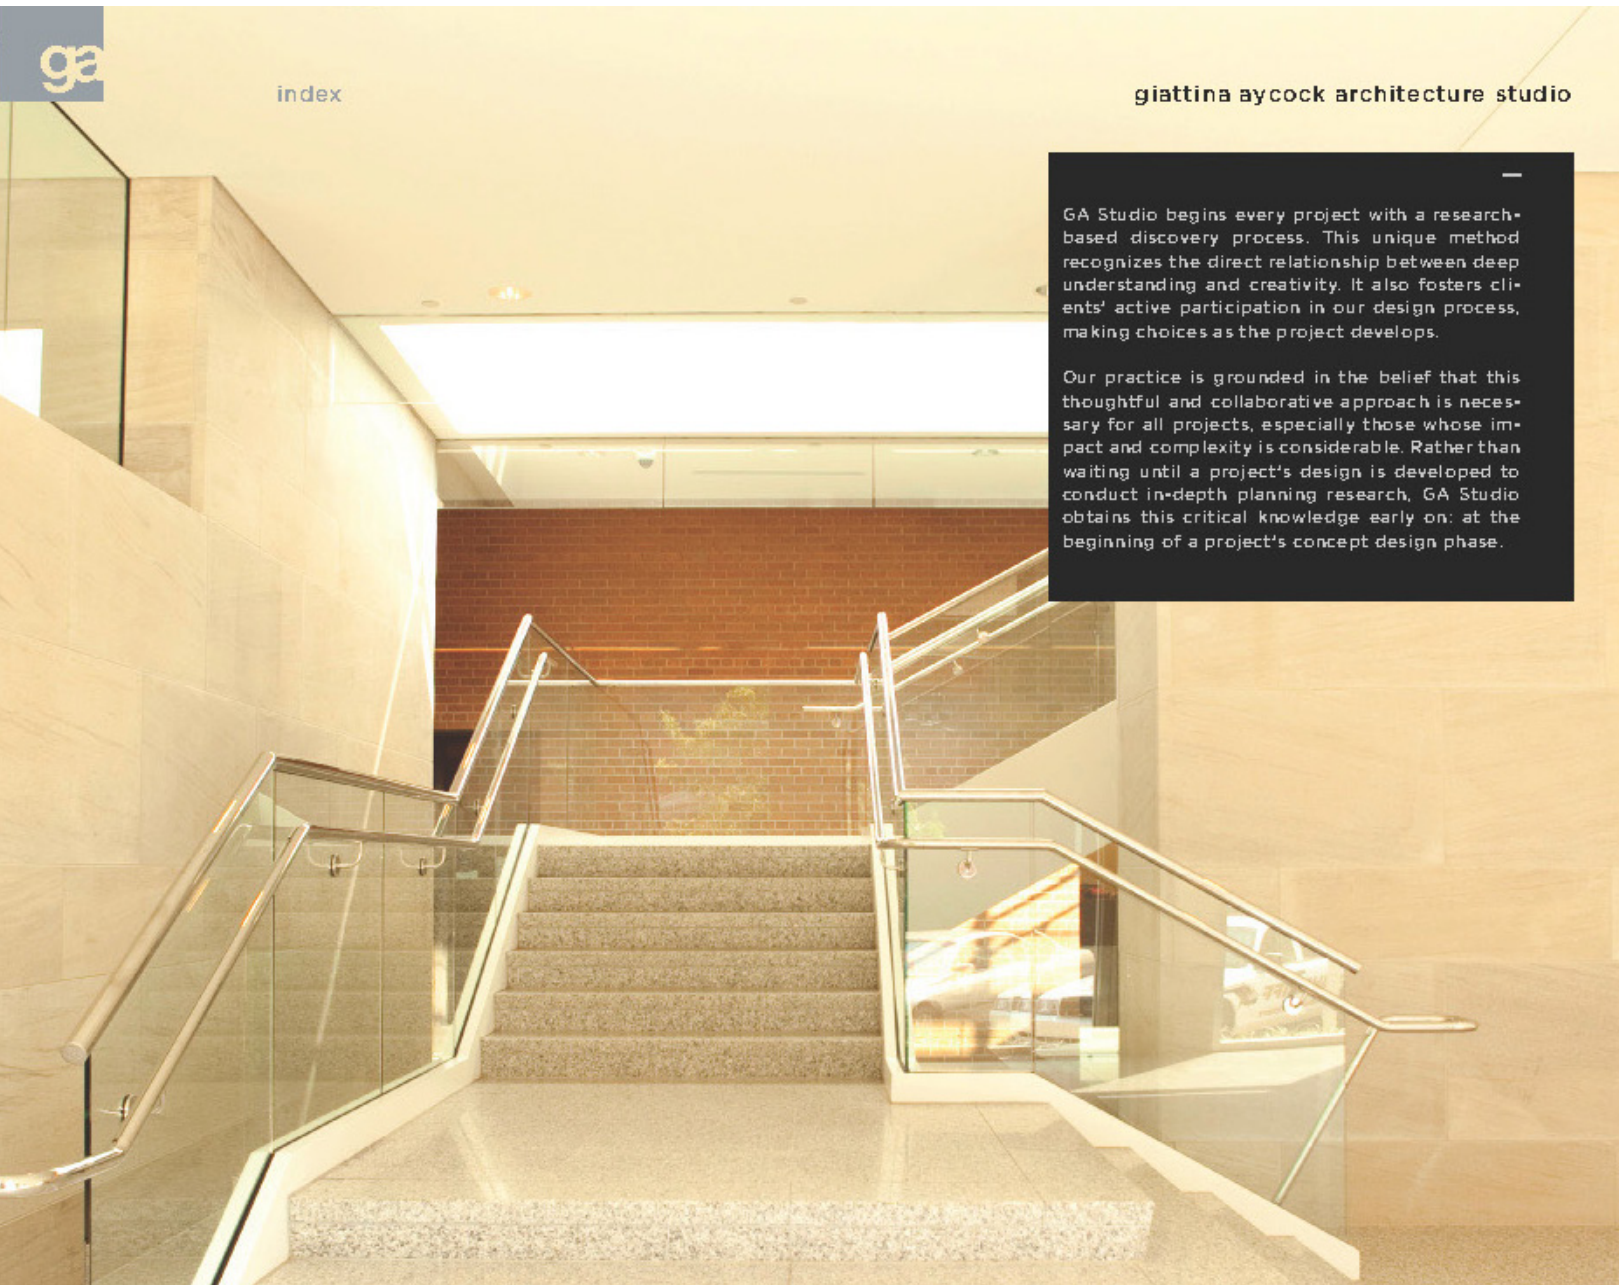 ga
index
giattina aycock architecture studio
GA Studio begins every project with a research-
based discovery process. This unique method
recognizes the direct relationship between deep
understanding and creativity. It also fosters cli-
ents' active participation in our design process,
making choices as the project develops.
Our practice is grounded in the belief that this
thoughtful and collaborative approach is neces-
sary for all projects, especially those whose im-
pact and complexity is considerable. Rather than
waiting until a project's design is developed to
conduct in-depth planning research, GA Studio
obtains this critical knowledge early on: at the
beginning of a project's concept design phase.